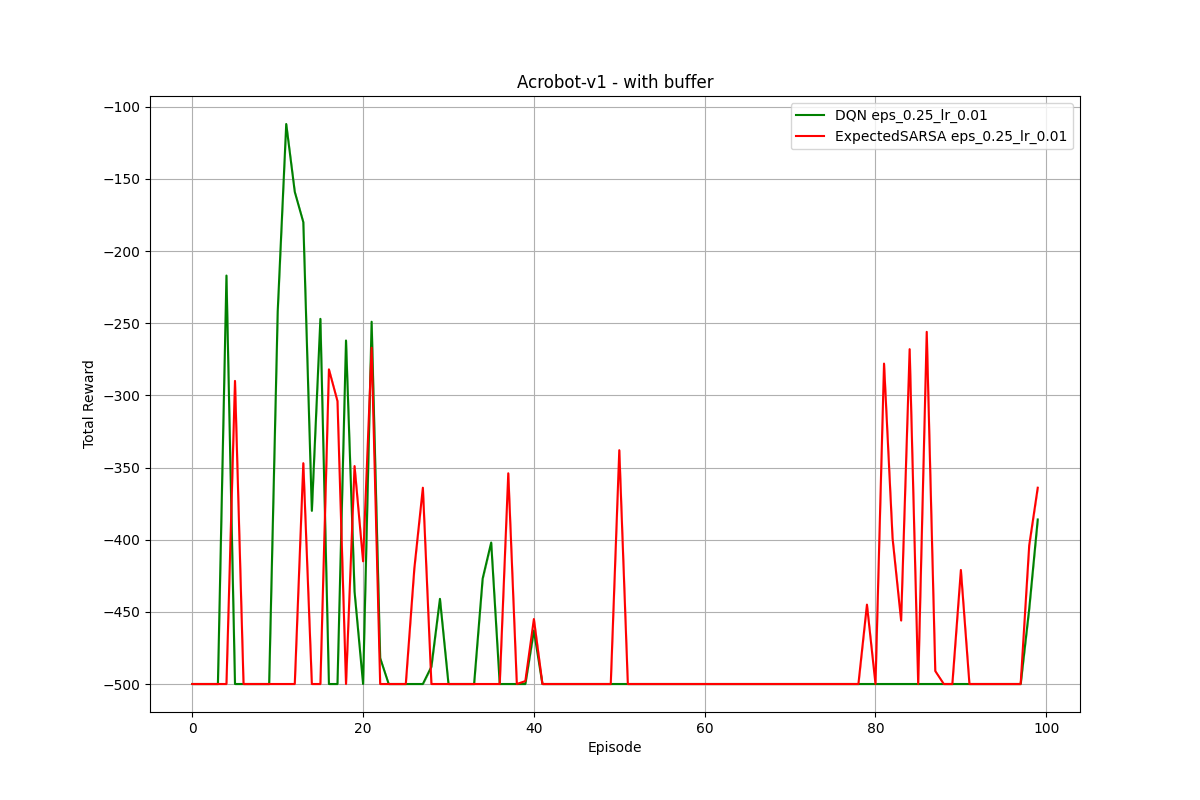 Acrobot-v1 - with buffer
DQN eps_0.25_lr_0.01
ExpectedSARSA eps_0.25_lr_0.01
Total Reward
−100
−150
−200
−250
−300
−350
−400
−450
−500
0 20 40 60 80 100
Episode